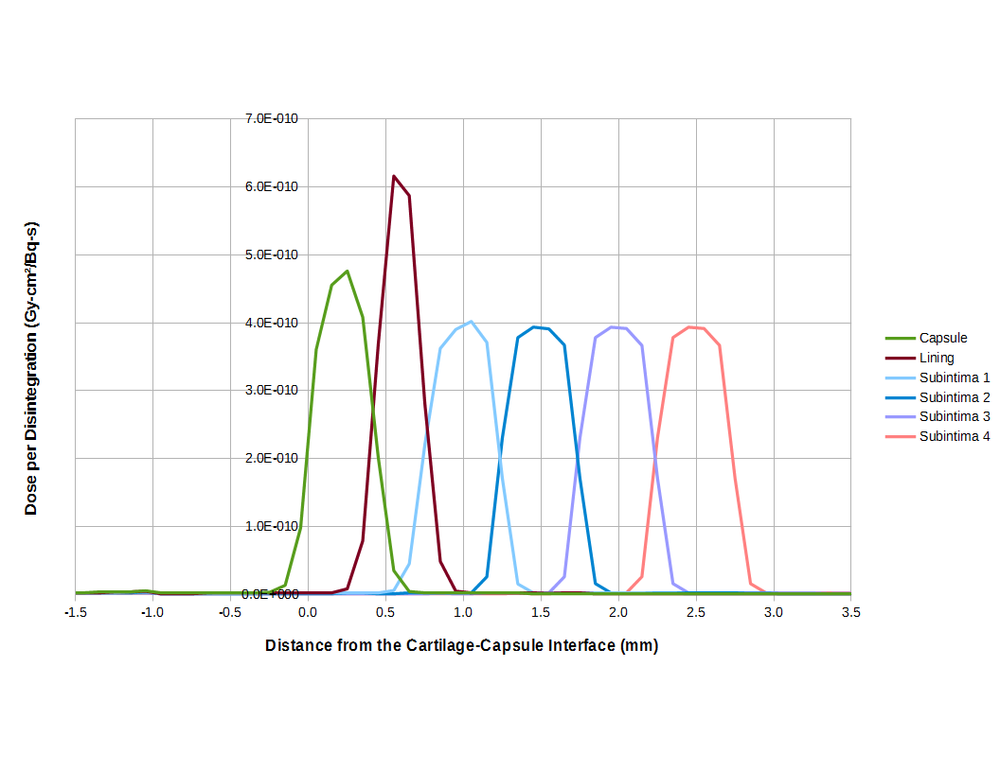 7.0E-010
6.0E-010
5.0E-010
4.0E-010
3.0E-010
2.0E-010
1.0E-010
0.0E+000
-1.5 -1.0 -0.5 0.0 0.5 1.0 1.5 2.0 2.5 3.0 3.5
Distance from the Cartilage-Capsule Interface (mm)
Dose per Disintegration (Gy-cm²/Bq-s)
Capsule
Lining
Subintima 1
Subintima 2
Subintima 3
Subintima 4